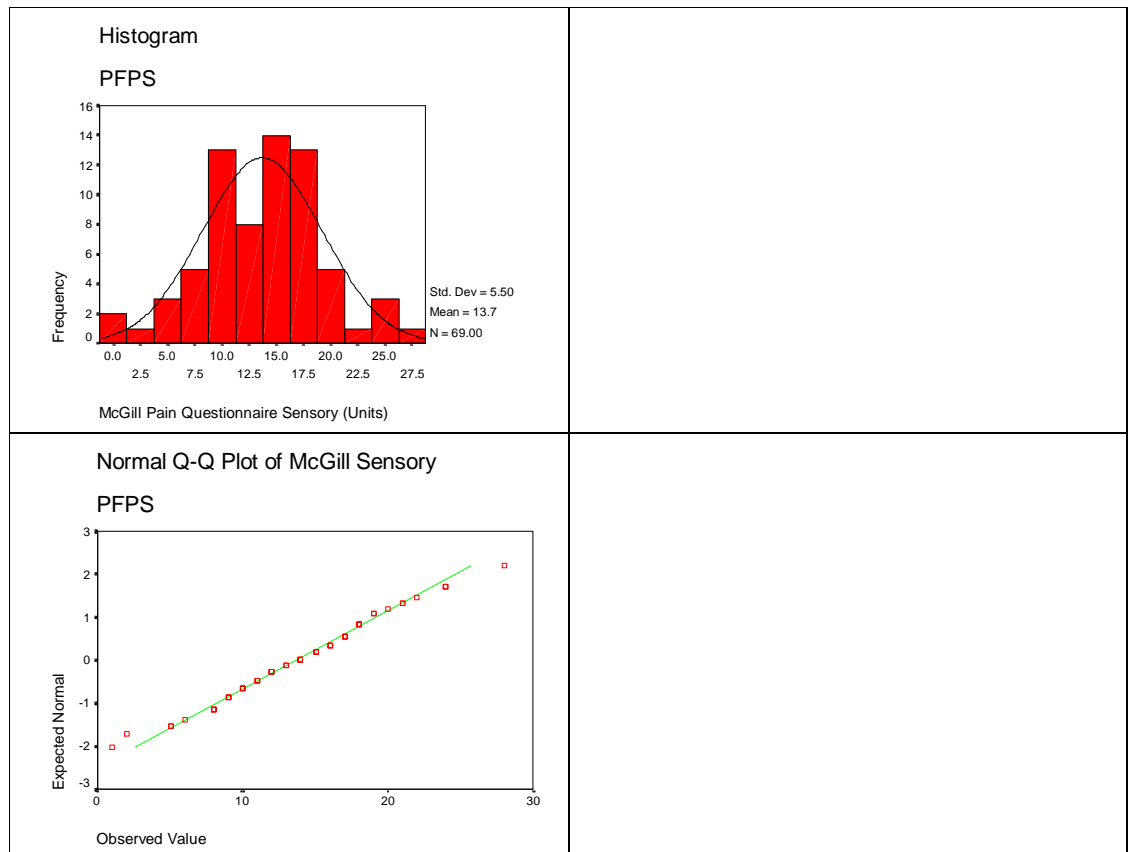 Histogram
PFPS
16
14
12
10
8
6
4
2
0
Frequency
Std. Dev = 5.50
Mean = 13.7
N = 69.00
0.0 5.0 10.0 15.0 20.0 25.0
2.5 7.5 12.5 17.5 22.5 27.5
McGill Pain Questionnaire Sensory (Units)
Normal Q-Q Plot of McGill Sensory
PFPS
3
2
1
0
-1
-2
-3
Expected Normal
0 10 20 30
Observed Value